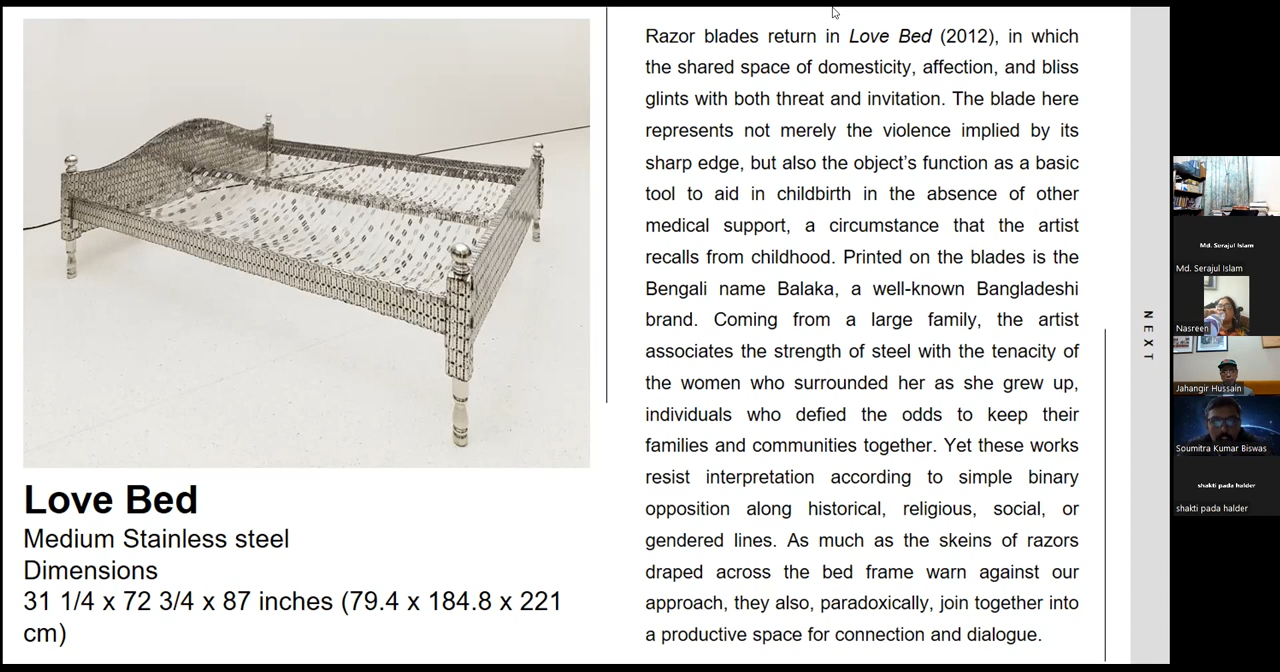 Love Bed
Medium Stainless steel
Dimensions
31 1/4 x 72 3/4 x 87 inches (79.4 x 184.8 x 221
cm)
Razor blades return in Love Bed (2012), in which
the shared space of domesticity, affection, and bliss
glints with both threat and invitation. The blade here
represents not merely the violence implied by its
sharp edge, but also the object’s function as a basic
tool to aid in childbirth in the absence of other
medical support, a circumstance that the artist
recalls from childhood. Printed on the blades is the
Bengali name Balaka, a well-known Bangladeshi
brand. Coming from a large family, the artist
associates the strength of steel with the tenacity of
the women who surrounded her as she grew up,
individuals who defied the odds to keep their
families and communities together. Yet these works
resist interpretation according to simple binary
opposition along historical, religious, social, or
gendered lines. As much as the skeins of razors
draped across the bed frame warn against our
approach, they also, paradoxically, join together into
a productive space for connection and dialogue.
NEXT
Md. Serajul Islam
Md. Serajul Islam
Nasreen
Jahangir Hussain
Soumitra Kumar Biswas
shakti pada halder
shakti pada halder